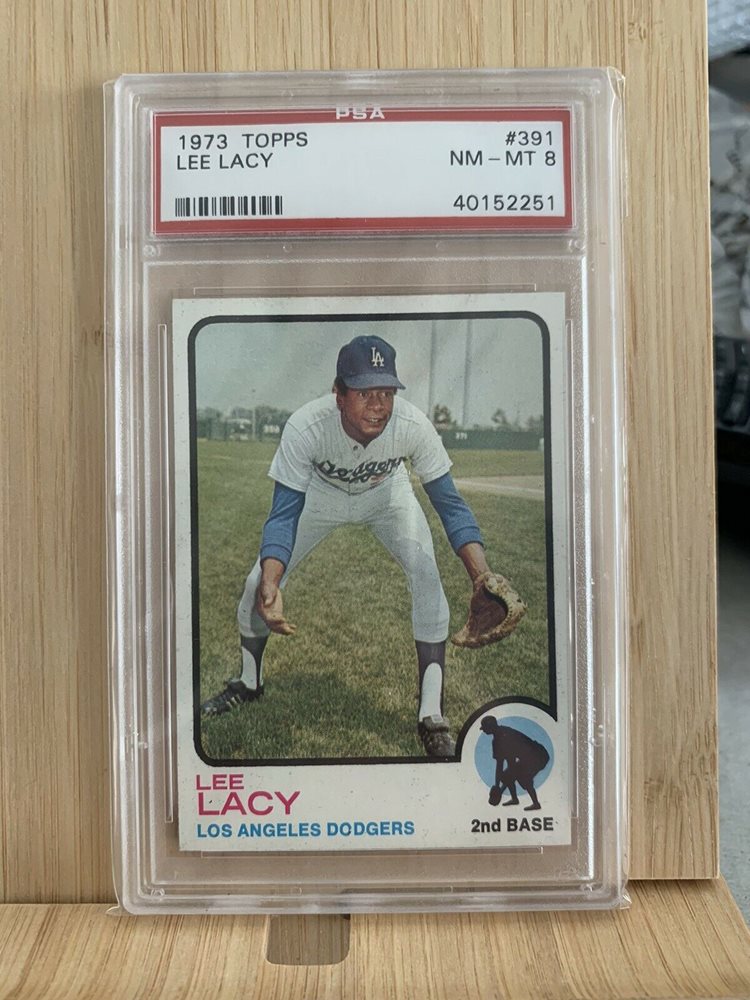 PSA
1973 TOPPS #391
LEE LACY NM - MT 8
40152251
LA
Dodgers
LEE
LACY
LOS ANGELES DODGERS
2nd BASE